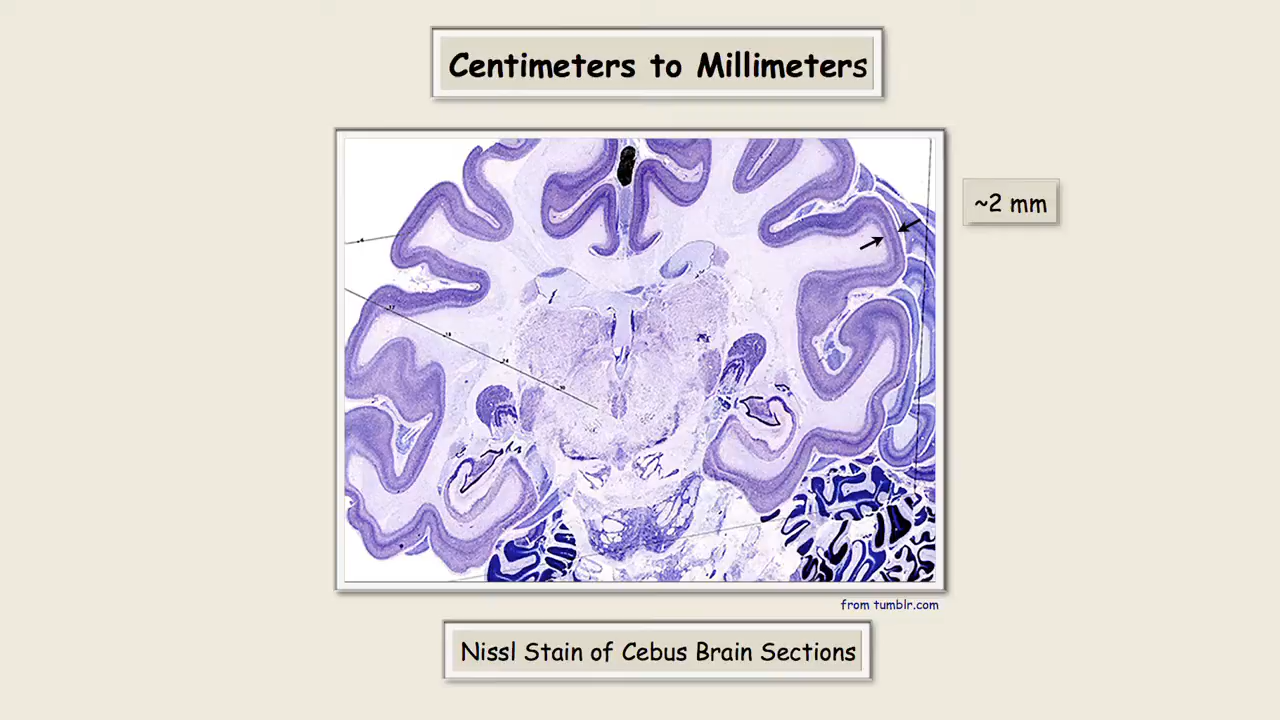 Centimeters to Millimeters
~2 mm
from tumblr.com
Nissl Stain of Cebus Brain Sections